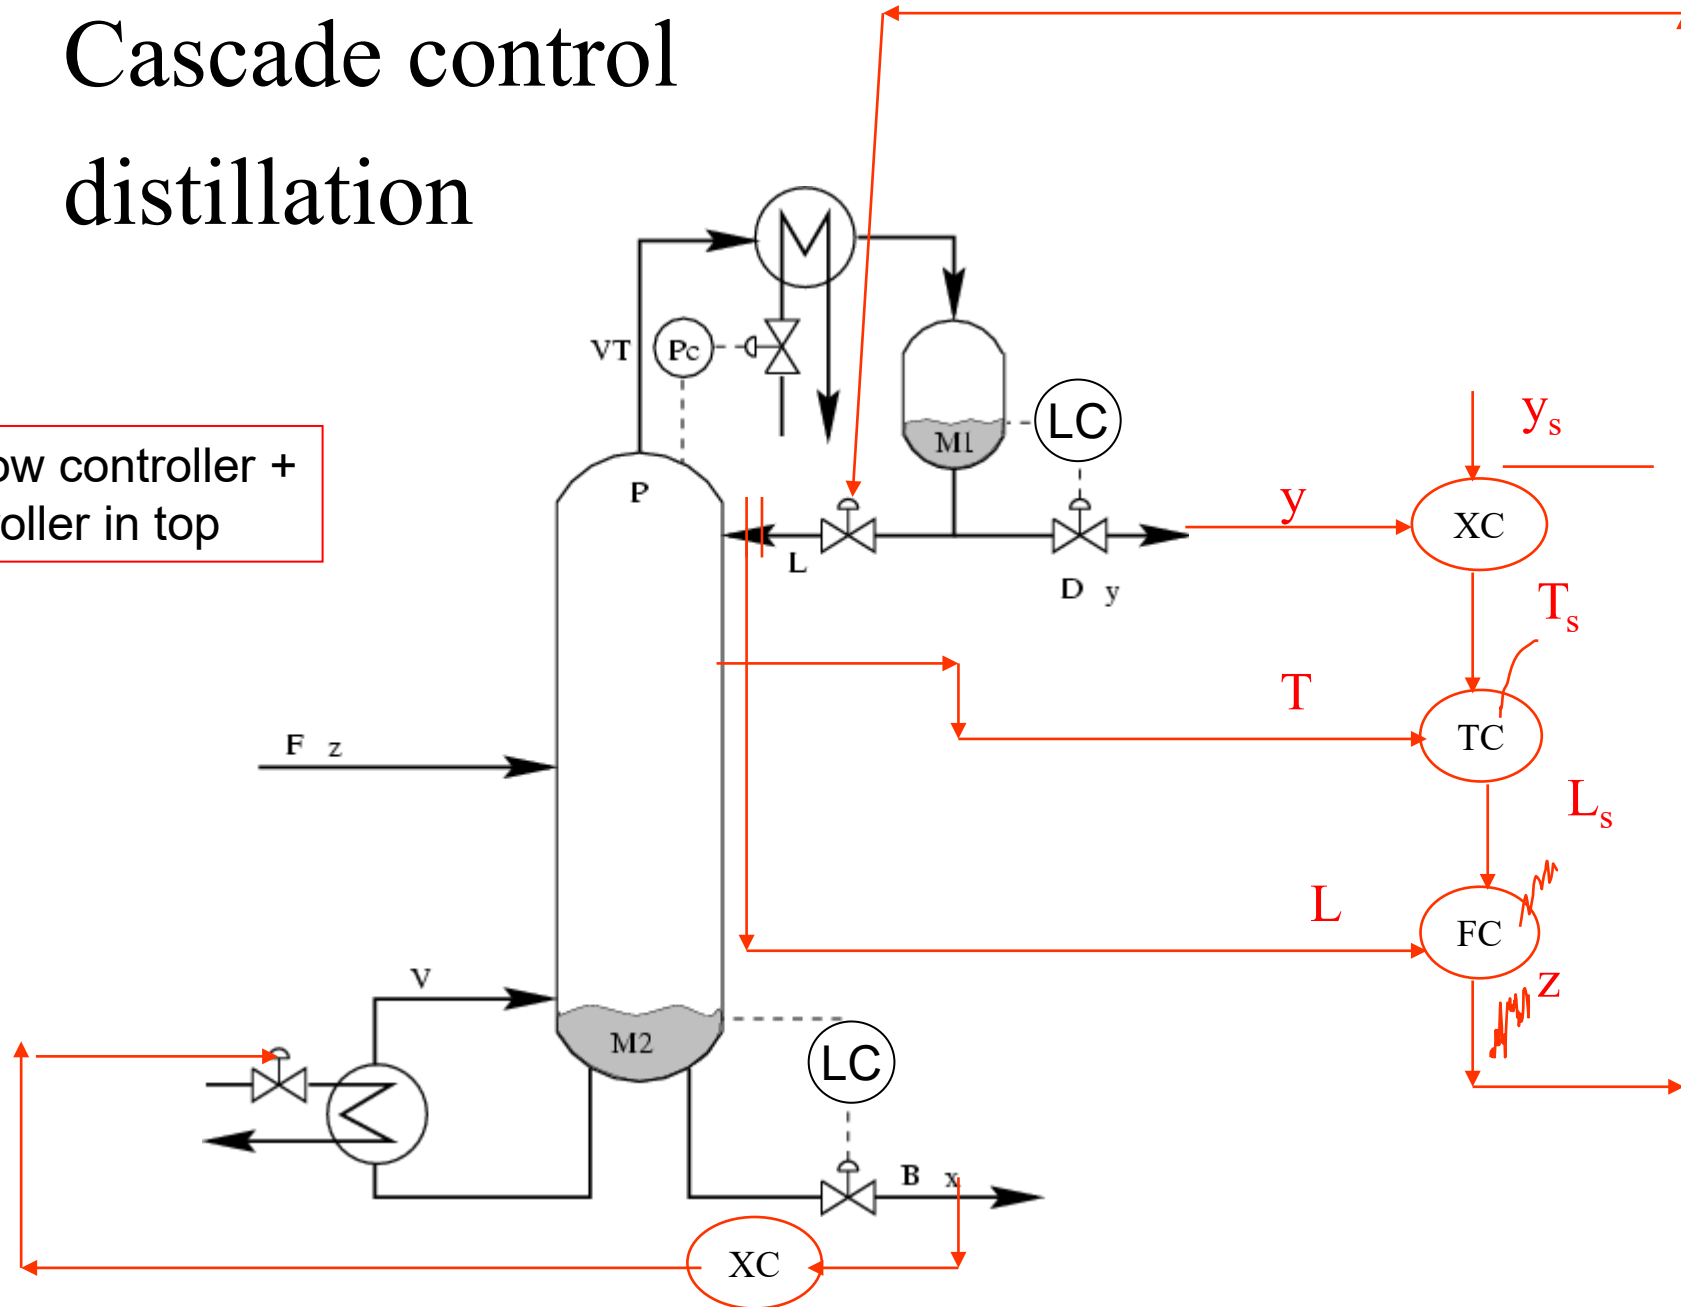 Cascade control
distillation
VT
Pc
LC
M1
ys
ow controller +
P
y
XC
oller in top
L
D y
Ts
T
F z
TC
Ls
L
FC
V
z
M2
LC
B x
XC